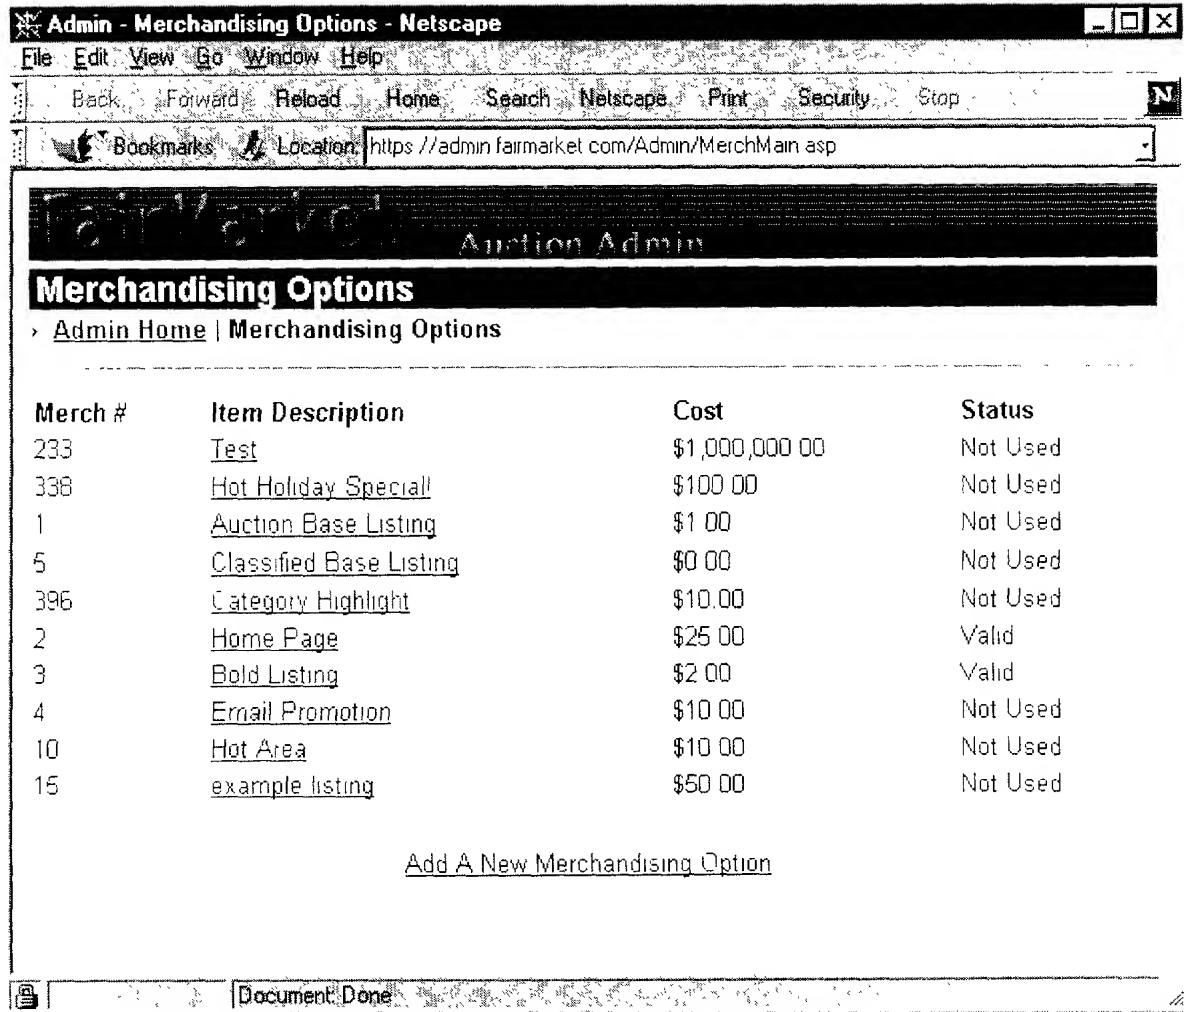 Admin - Merchandising Options - Netscape
File Edit View Go Window Help
Back Forward Reload Home Search Netscape Print Security Stop N
Bookmarks Location: https //admin fairmarket com/Admin/MerchMain asp
FairMarket Auction Admin
Merchandising Options
› Admin Home | Merchandising Options
Merch # Item Description Cost Status
233 Test $1,000,000 00 Not Used
338 Hot Holiday Special! $100 00 Not Used
1 Auction Base Listing $1 00 Not Used
5 Classified Base Listing $0 00 Not Used
396 Category Highlight $10.00 Not Used
2 Home Page $25 00 Valid
3 Bold Listing $2 00 Valid
4 Email Promotion $10 00 Not Used
10 Hot Area $10 00 Not Used
15 example listing $50 00 Not Used
Add A New Merchandising Option
Document: Done